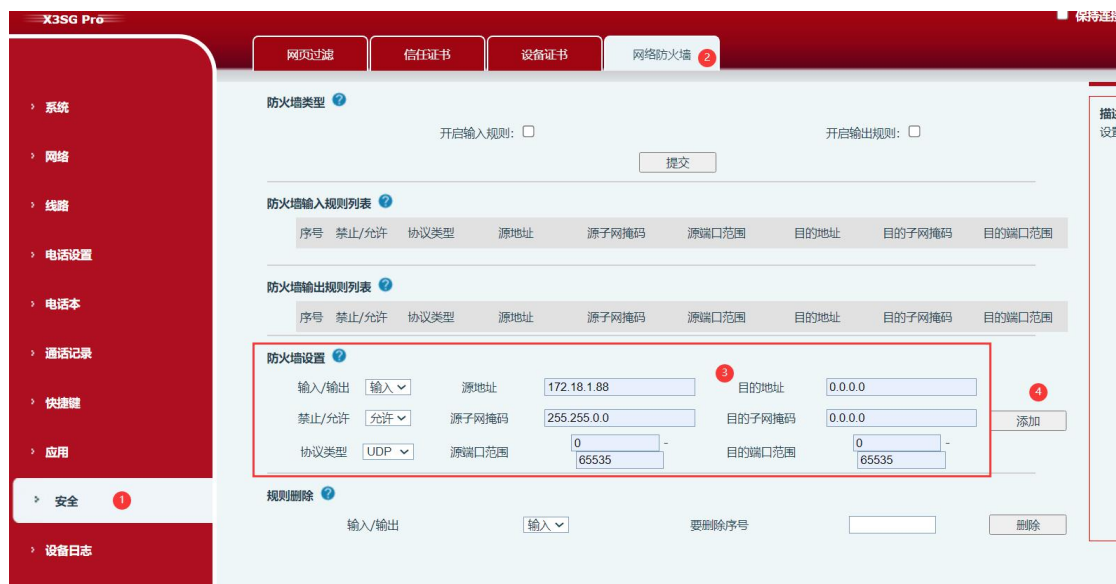 X3SG Pro
保持连接
网页过滤 信任证书 设备证书 网络防火墙 2
› 系统
› 网络
› 线路
› 电话设置
› 电话本
› 通话记录
› 快捷键
› 应用
› 安全 1
› 设备日志
防火墙类型 ?
开启输入规则: 开启输出规则:
提交
防火墙输入规则列表 ?
序号 禁止/允许 协议类型 源地址 源子网掩码 源端口范围 目的地址 目的子网掩码 目的端口范围
防火墙输出规则列表 ?
序号 禁止/允许 协议类型 源地址 源子网掩码 源端口范围 目的地址 目的子网掩码 目的端口范围
防火墙设置 ?
3
输入/输出 输入 源地址 172.18.1.88 目的地址 0.0.0.0
4
禁止/允许 允许 源子网掩码 255.255.0.0 目的子网掩码 0.0.0.0 添加
协议类型 UDP 源端口范围 0 - 65535 目的端口范围 0 - 65535
规则删除 ?
输入/输出 输入 要删除序号 删除